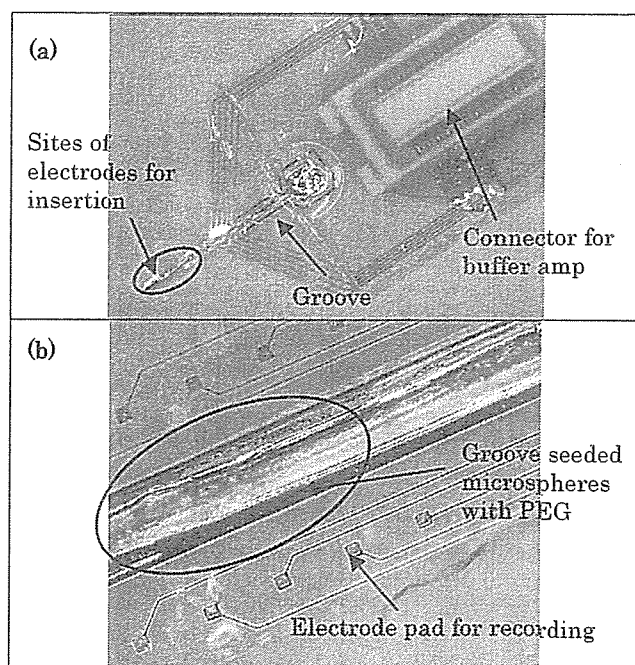 (a)
Sites of
electrodes for
insertion
Groove
Connector for
buffer amp
(b)
Groove seeded
microspheres
with PEG
Electrode pad for recording